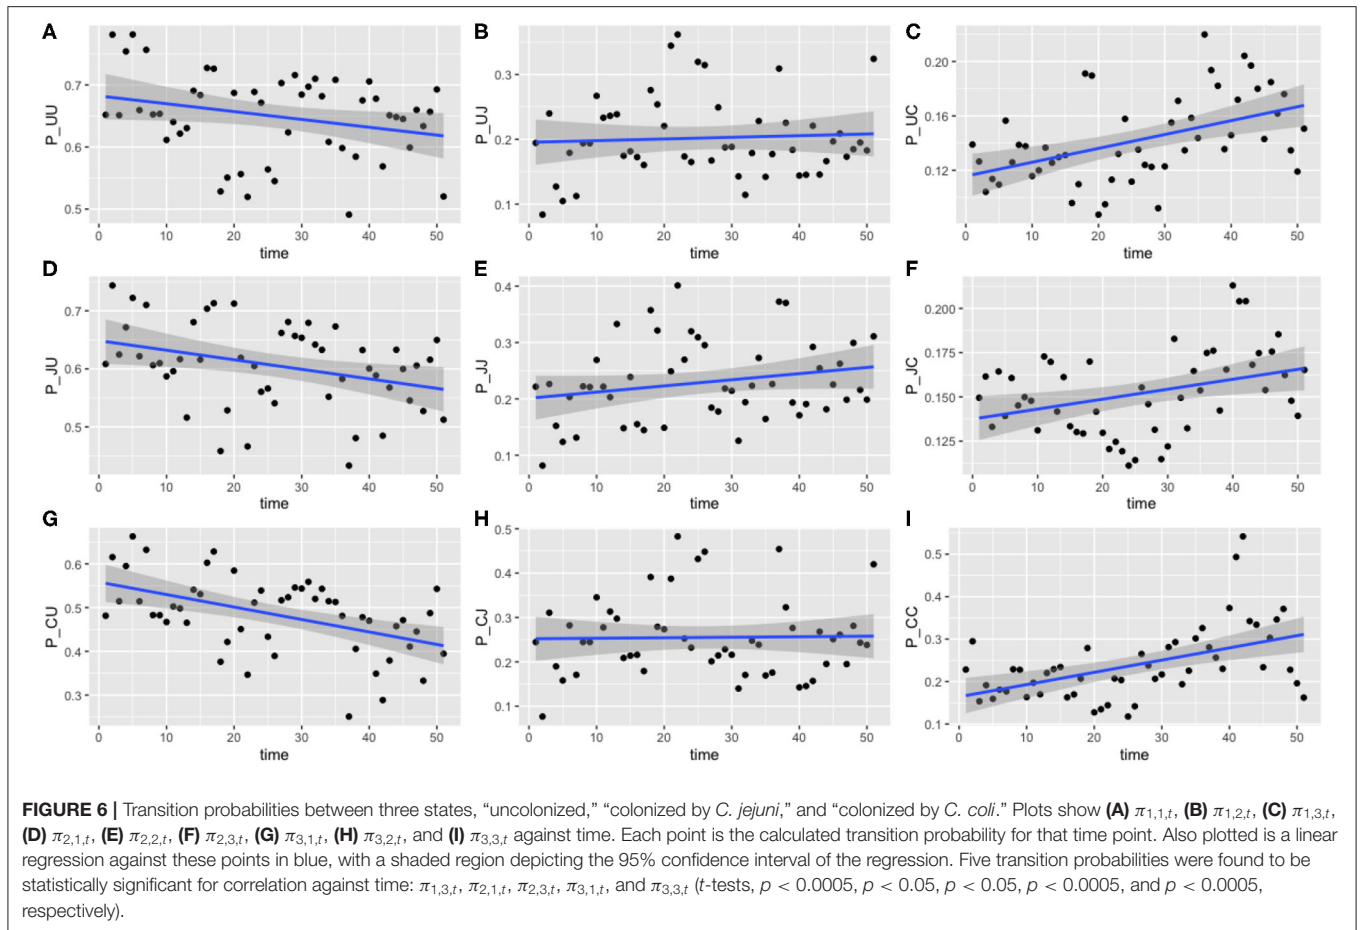 A
B
C
P_UU
0.7
0.6
0.5
0 10 20 30 40 50
time
P_UJ
0.3
0.2
0.1
0 10 20 30 40 50
time
P_UC
0.20
0.16
0.12
0 10 20 30 40 50
time
D
E
F
P_JU
0.7
0.6
0.5
0 10 20 30 40 50
time
P_JJ
0.4
0.3
0.2
0.1
0 10 20 30 40 50
time
P_JC
0.200
0.175
0.150
0.125
0 10 20 30 40 50
time
G
H
I
P_CU
0.6
0.5
0.4
0.3
0 10 20 30 40 50
time
P_CJ
0.5
0.4
0.3
0.2
0.1
0 10 20 30 40 50
time
P_CC
0.5
0.4
0.3
0.2
0.1
0 10 20 30 40 50
time
FIGURE 6 | Transition probabilities between three states, “uncolonized,” “colonized by C. jejuni,” and “colonized by C. coli.” Plots show (A) π1,1,t, (B) π1,2,t, (C) π1,3,t,
(D) π2,1,t, (E) π2,2,t, (F) π2,3,t, (G) π3,1,t, (H) π3,2,t, and (I) π3,3,t against time. Each point is the calculated transition probability for that time point. Also plotted is a linear
regression against these points in blue, with a shaded region depicting the 95% confidence interval of the regression. Five transition probabilities were found to be
statistically significant for correlation against time: π1,3,t, π2,1,t, π2,3,t, π3,1,t, and π3,3,t (t-tests, p < 0.0005, p < 0.05, p < 0.05, p < 0.0005, and p < 0.0005,
respectively).